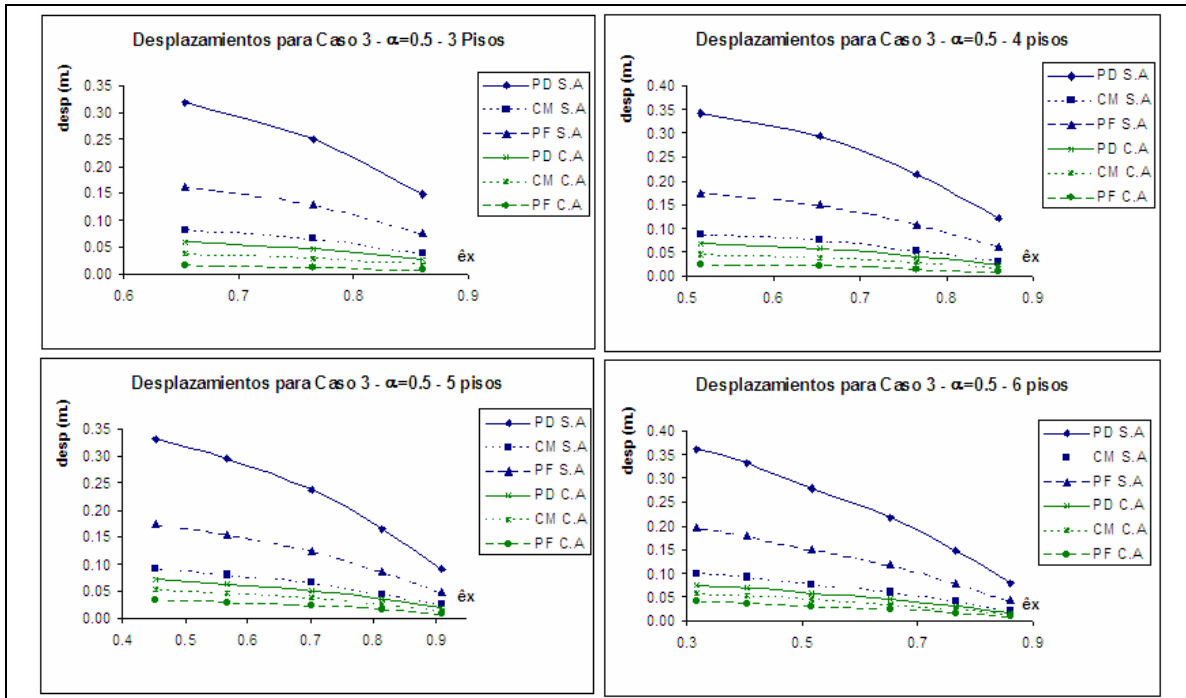 Desplazamientos para Caso 3 - α=0.5 - 3 Pisos
desp (m.)
0.35
0.30
0.25
0.20
0.15
0.10
0.05
0.00
0.6 0.7 0.8 0.9
êx
PD S.A
CM S.A
PF S.A
PD C.A
CM C.A
PF C.A
Desplazamientos para Caso 3 - α=0.5 - 4 pisos
desp (m.)
0.40
0.35
0.30
0.25
0.20
0.15
0.10
0.05
0.00
0.5 0.6 0.7 0.8 0.9
êx
PD S.A
CM S.A
PF S.A
PD C.A
CM C.A
PF C.A
Desplazamientos para Caso 3 - α=0.5 - 5 pisos
desp (m.)
0.35
0.30
0.25
0.20
0.15
0.10
0.05
0.00
0.4 0.5 0.6 0.7 0.8 0.9
êx
PD S.A
CM S.A
PF S.A
PD C.A
CM C.A
PF C.A
Desplazamientos para Caso 3 - α=0.5 - 6 pisos
desp (m.)
0.40
0.35
0.30
0.25
0.20
0.15
0.10
0.05
0.00
0.3 0.5 0.7 0.9
êx
PD S.A
CM S.A
PF S.A
PD C.A
CM C.A
PF C.A